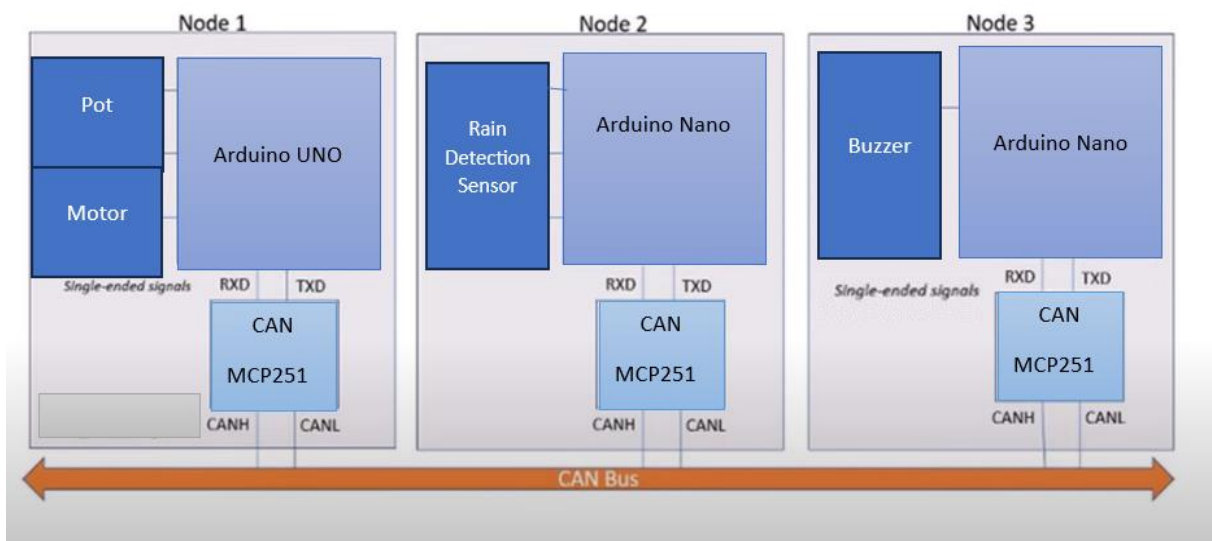 Node 1
Pot
Motor
Arduino UNO
Single-ended signals
RXD
TXD
CAN
MCP251
CANH
CANL
Node 2
Rain
Detection
Sensor
Arduino Nano
RXD
TXD
CAN
MCP251
CANH
CANL
Node 3
Buzzer
Arduino Nano
Single-ended signals
RXD
TXD
CAN
MCP251
CANH
CANL
CAN Bus